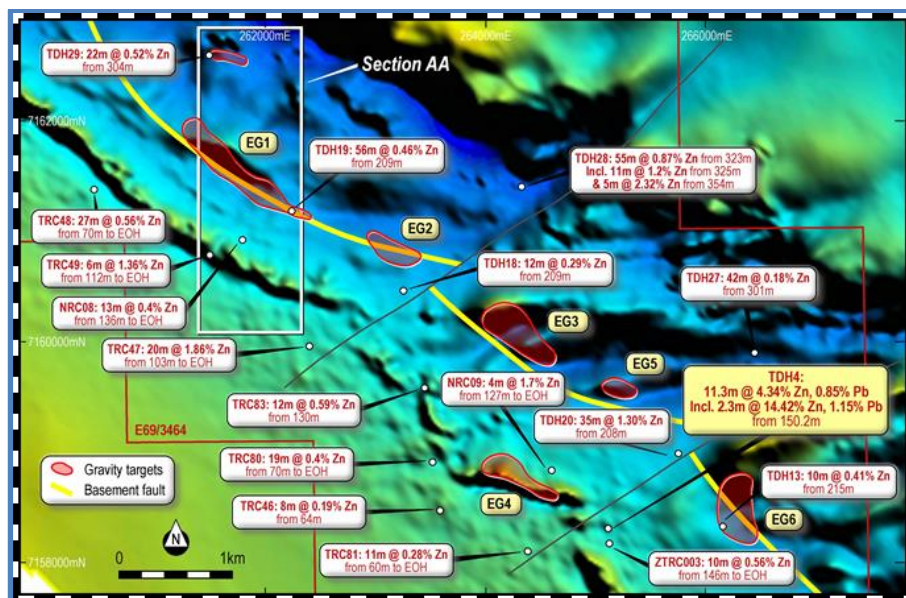 262000mE
264000mE
266000mE
TDH29: 22m @ 0.52% Zn
from 304m
Section AA
7162000mN
EG1
TDH19: 56m @ 0.46% Zn
from 209m
TDH28: 55m @ 0.87% Zn from 323m
Incl. 11m @ 1.2% Zn from 325m
& 5m @ 2.32% Zn from 354m
TRC48: 27m @ 0.56% Zn
from 70m to EOH
EG2
TRC49: 6m @ 1.36% Zn
from 112m to EOH
TDH18: 12m @ 0.29% Zn
from 209m
TDH27: 42m @ 0.18% Zn
from 301m
NRC08: 13m @ 0.4% Zn
from 136m to EOH
EG3
7160000mN
TRC47: 20m @ 1.86% Zn
from 103m to EOH
EG5
NRC09: 4m @ 1.7% Zn
from 127m to EOH
TDH4:
11.3m @ 4.34% Zn, 0.85% Pb
Incl. 2.3m @ 14.42% Zn, 1.15% Pb
from 150.2m
TRC83: 12m @ 0.59% Zn
from 130m
TDH20: 35m @ 1.30% Zn
from 208m
E69/3464
TRC80: 19m @ 0.4% Zn
from 70m to EOH
Gravity targets
Basement fault
EG4
TDH13: 10m @ 0.41% Zn
from 215m
TRC46: 8m @ 0.19% Zn
from 64m
EG6
N
0 1km
TRC81: 11m @ 0.28% Zn
from 60m to EOH
ZTRC003: 10m @ 0.56% Zn
from 146m to EOH
7158000mN